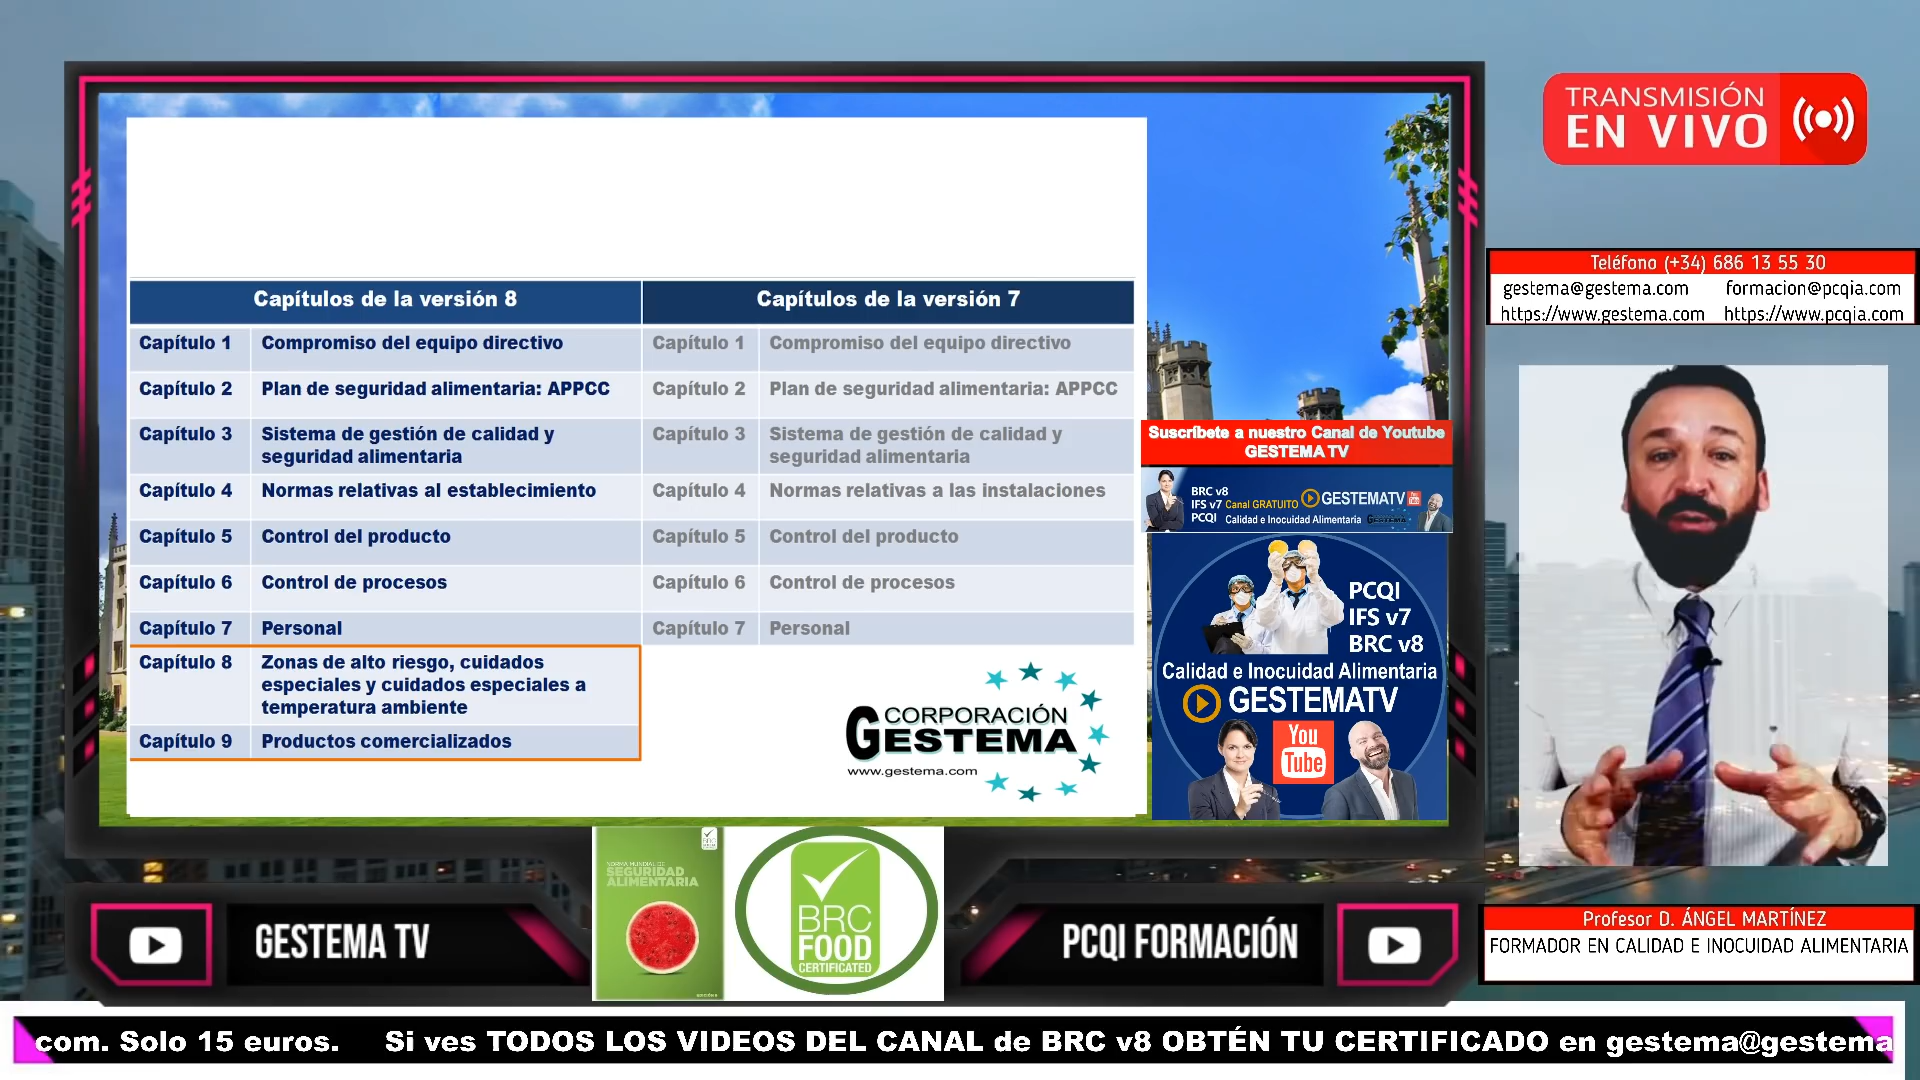 TRANSMISIÓN
EN VIVO
Teléfono (+34) 686 13 55 30
gestema@gestema.com formacion@pcqia.com
https://www.gestema.com https://www.pcqia.com
Capítulos de la versión 8 Capítulos de la versión 7
Capítulo 1 Compromiso del equipo directivo Capítulo 1 Compromiso del equipo directivo
Capítulo 2 Plan de seguridad alimentaria: APPCC Capítulo 2 Plan de seguridad alimentaria: APPCC
Capítulo 3 Sistema de gestión de calidad y Capítulo 3 Sistema de gestión de calidad y
seguridad alimentaria seguridad alimentaria
Capítulo 4 Normas relativas al establecimiento Capítulo 4 Normas relativas a las instalaciones
Capítulo 5 Control del producto Capítulo 5 Control del producto
Capítulo 6 Control de procesos Capítulo 6 Control de procesos
Capítulo 7 Personal Capítulo 7 Personal
Capítulo 8 Zonas de alto riesgo, cuidados
especiales y cuidados especiales a
temperatura ambiente
Capítulo 9 Productos comercializados
CORPORACIÓN
GESTEMA
www.gestema.com
Suscríbete a nuestro Canal de Youtube
GESTEMA TV
BRC v8
IFS v7 Canal GRATUITO GESTEMATV You Tube
PCQI Calidad e Inocuidad Alimentaria GESTEMA
PCQI
IFS v7
BRC v8
Calidad e Inocuidad Alimentaria
GESTEMATV
You
Tube
NORMA MUNDIAL DE
SEGURIDAD
ALIMENTARIA
BRC
FOOD
CERTIFICATED
GESTEMA TV
PCQI FORMACIÓN
Profesor D. ÁNGEL MARTÍNEZ
FORMADOR EN CALIDAD E INOCUIDAD ALIMENTARIA
com. Solo 15 euros. Si ves TODOS LOS VIDEOS DEL CANAL de BRC v8 OBTÉN TU CERTIFICADO en gestema@gestema